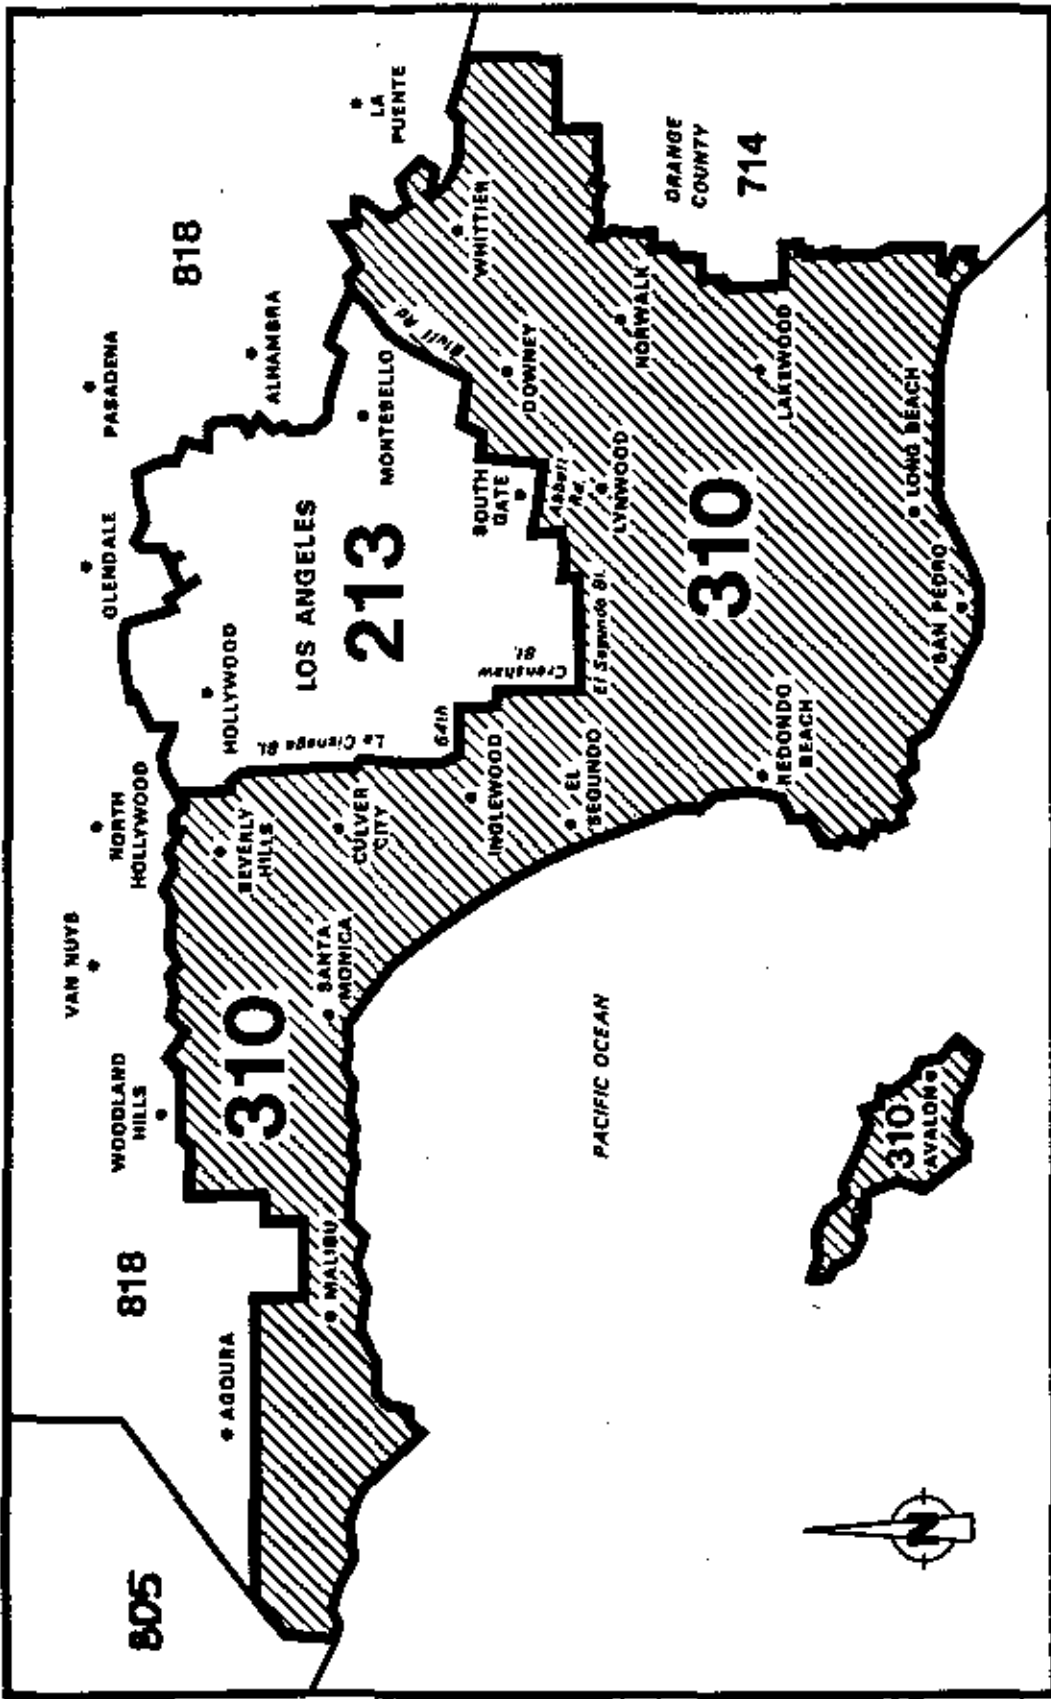 805
818
AGOURA
WOODLAND
HILLS
VAN NUYS
NORTH
HOLLYWOOD
GLENDALE
PASADENA
818
ALHAMBRA
LA
PUENTE
MALIBU
310
SANTA
MONICA
BEVERLY
HILLS
CULVER
CITY
HOLLYWOOD
La Cienega Bl.
LOS ANGELES
213
MONTEBELLO
Bluff Rd.
WHITTIER
64th
Crenshaw
Bl.
SOUTH
GATE
Abbott
Rd.
DOWNEY
INGLEWOOD
EL
SEGUNDO
El Segundo Bl.
LYNWOOD
NORWALK
ORANGE
COUNTY
714
310
REDONDO
BEACH
LAKEWOOD
LONG BEACH
SAN PEDRO
PACIFIC OCEAN
310
AVALON
N